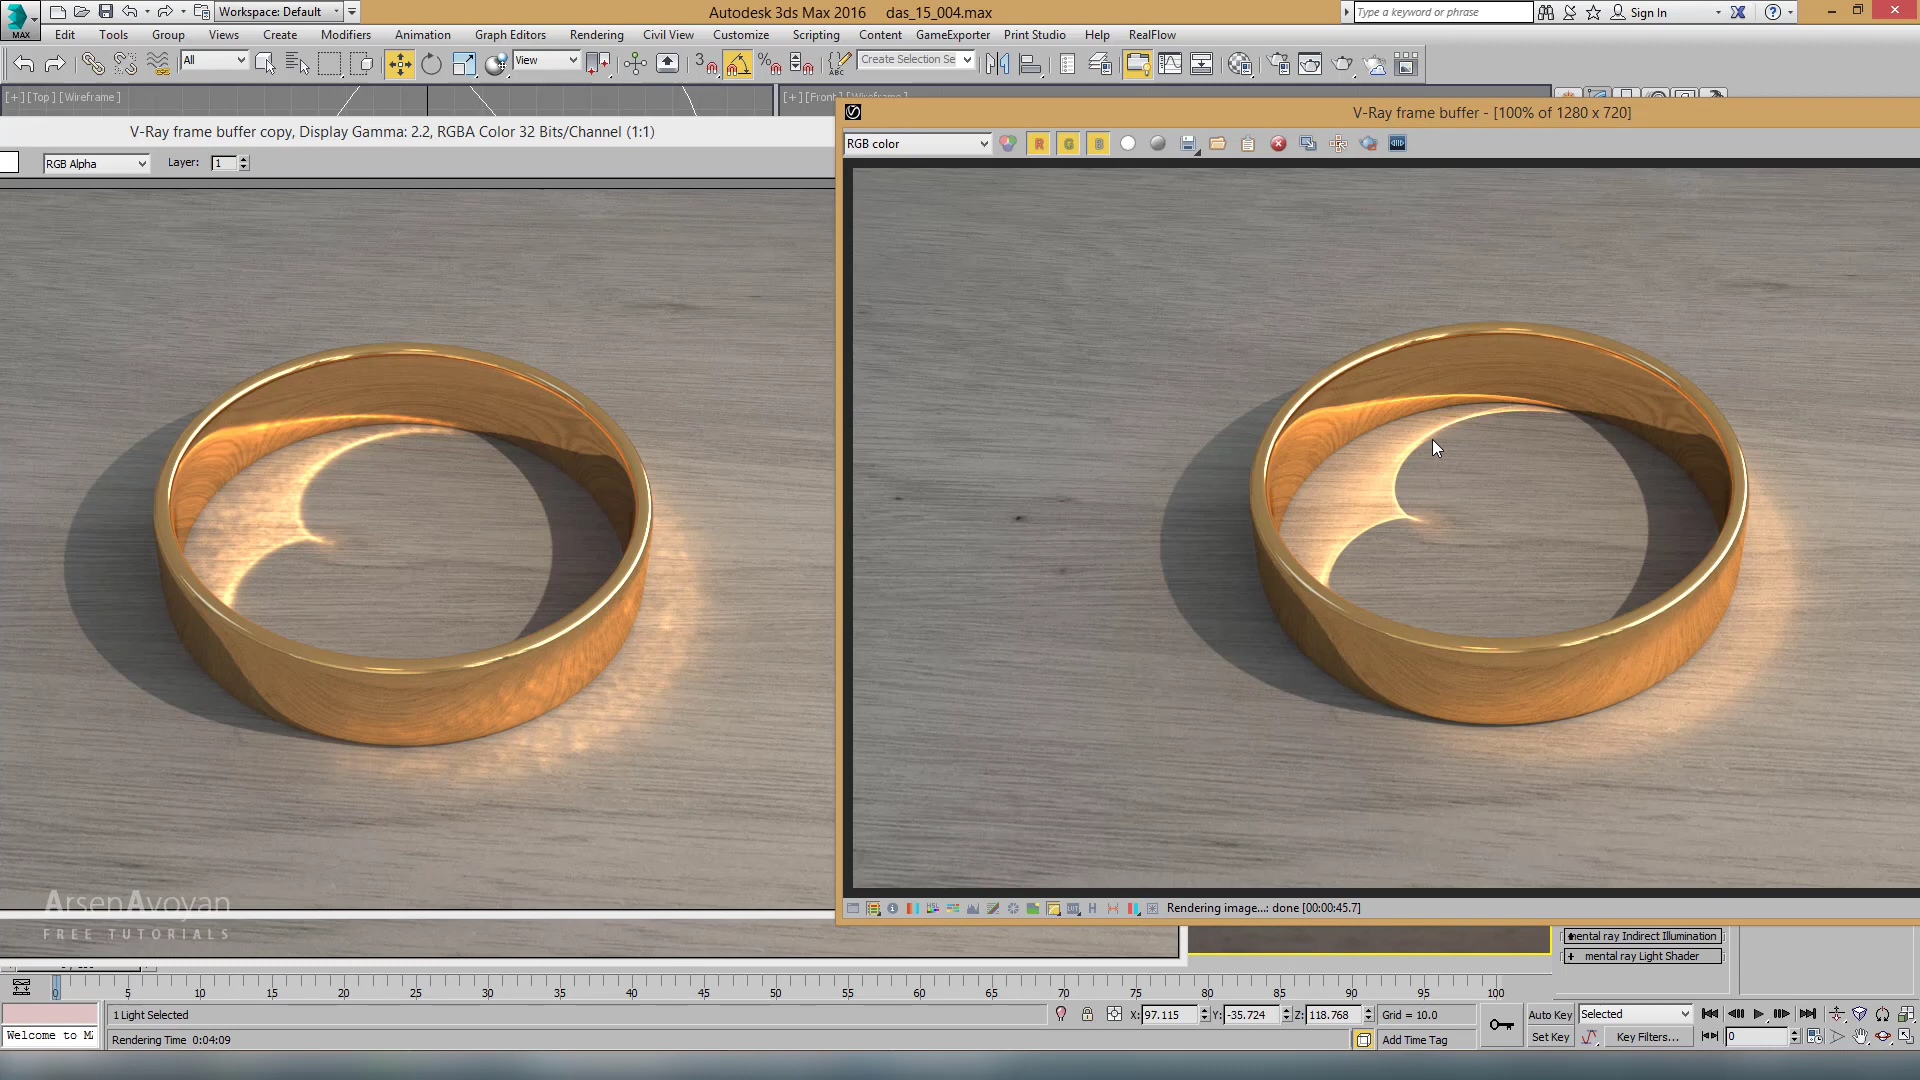 Workspace: Default
Autodesk 3ds Max 2016 das_15_004.max
Type a keyword or phrase
Sign In
MAX
Edit Tools Group Views Create Modifiers Animation Graph Editors Rendering Civil View Customize Scripting Content GameExporter Print Studio Help RealFlow
All
View
3
ABC
Create Selection Se
[+] [Top] [Wireframe]
[+] [Front] [Wireframe]
V-Ray frame buffer - [100% of 1280 x 720]
V-Ray frame buffer copy, Display Gamma: 2.2, RGBA Color 32 Bits/Channel (1:1)
RGB color
R G B
RGB Alpha
Layer: 1
ArsenAvoyan
FREE TUTORIALS
Rendering image...: done [00:00:45.7]
mental ray Indirect Illumination
+ mental ray Light Shader
0 5 10 15 20 25 30 35 40 45 50 55 60 65 70 75 80 85 90 95 100
1 Light Selected
X: 97.115 Y: -35.724 Z: 118.768 Grid = 10.0
Auto Key Selected
Welcome to M
Rendering Time 0:04:09
Add Time Tag
Set Key Key Filters...
0